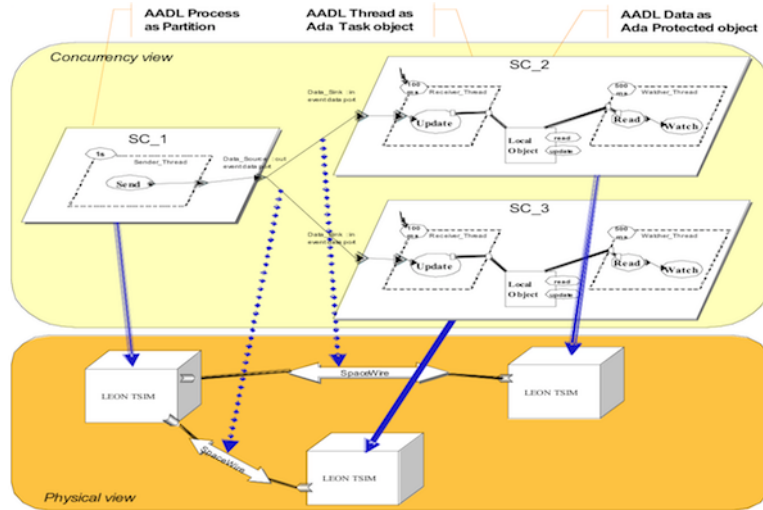 AADL Process
as Partition
AADL Thread as
Ada Task object
AADL Data as
Ada Protected object
Concurrency view
SC_2
100
ms
Receiver_Thread
Update
Local
Object
read
update
500
ms
Watcher_Thread
Read
Watch
Data_Sink : in
event data port
SC_1
1s
Sender_Thread
Send
Data_Source : out
event data port
SC_3
Data_Sink : in
event data port
100
ms
Receiver_Thread
Update
Local
Object
read
update
500
ms
Watcher_Thread
Read
Watch
LEON TSIM
SpaceWire
LEON TSIM
SpaceWire
LEON TSIM
Physical view